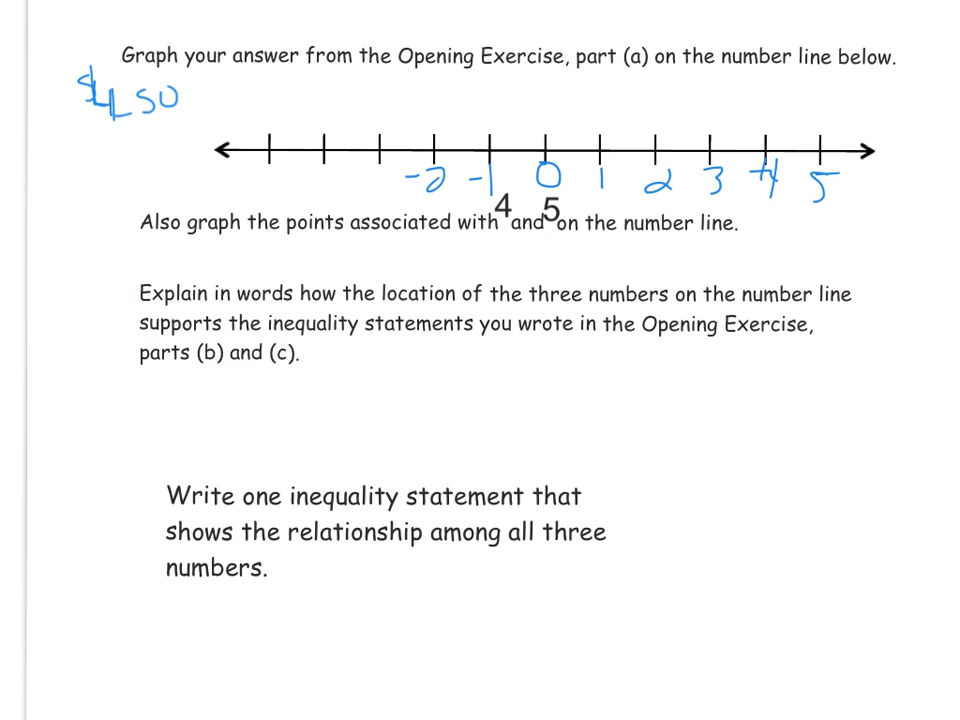 Graph your answer from the Opening Exercise, part (a) on the number line below.
$4.50
-2 -1 0 1 2 3 4 5
Also graph the points associated with 4 and 5 on the number line.
Explain in words how the location of the three numbers on the number line
supports the inequality statements you wrote in the Opening Exercise,
parts (b) and (c).
Write one inequality statement that
shows the relationship among all three
numbers.